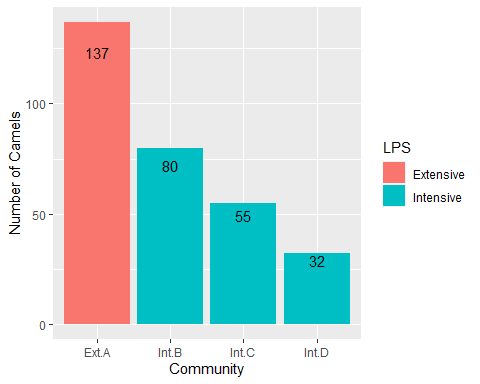 137
80
55
32
100
50
0
Number of Camels
Ext.A Int.B Int.C Int.D
Community
LPS
Extensive
Intensive